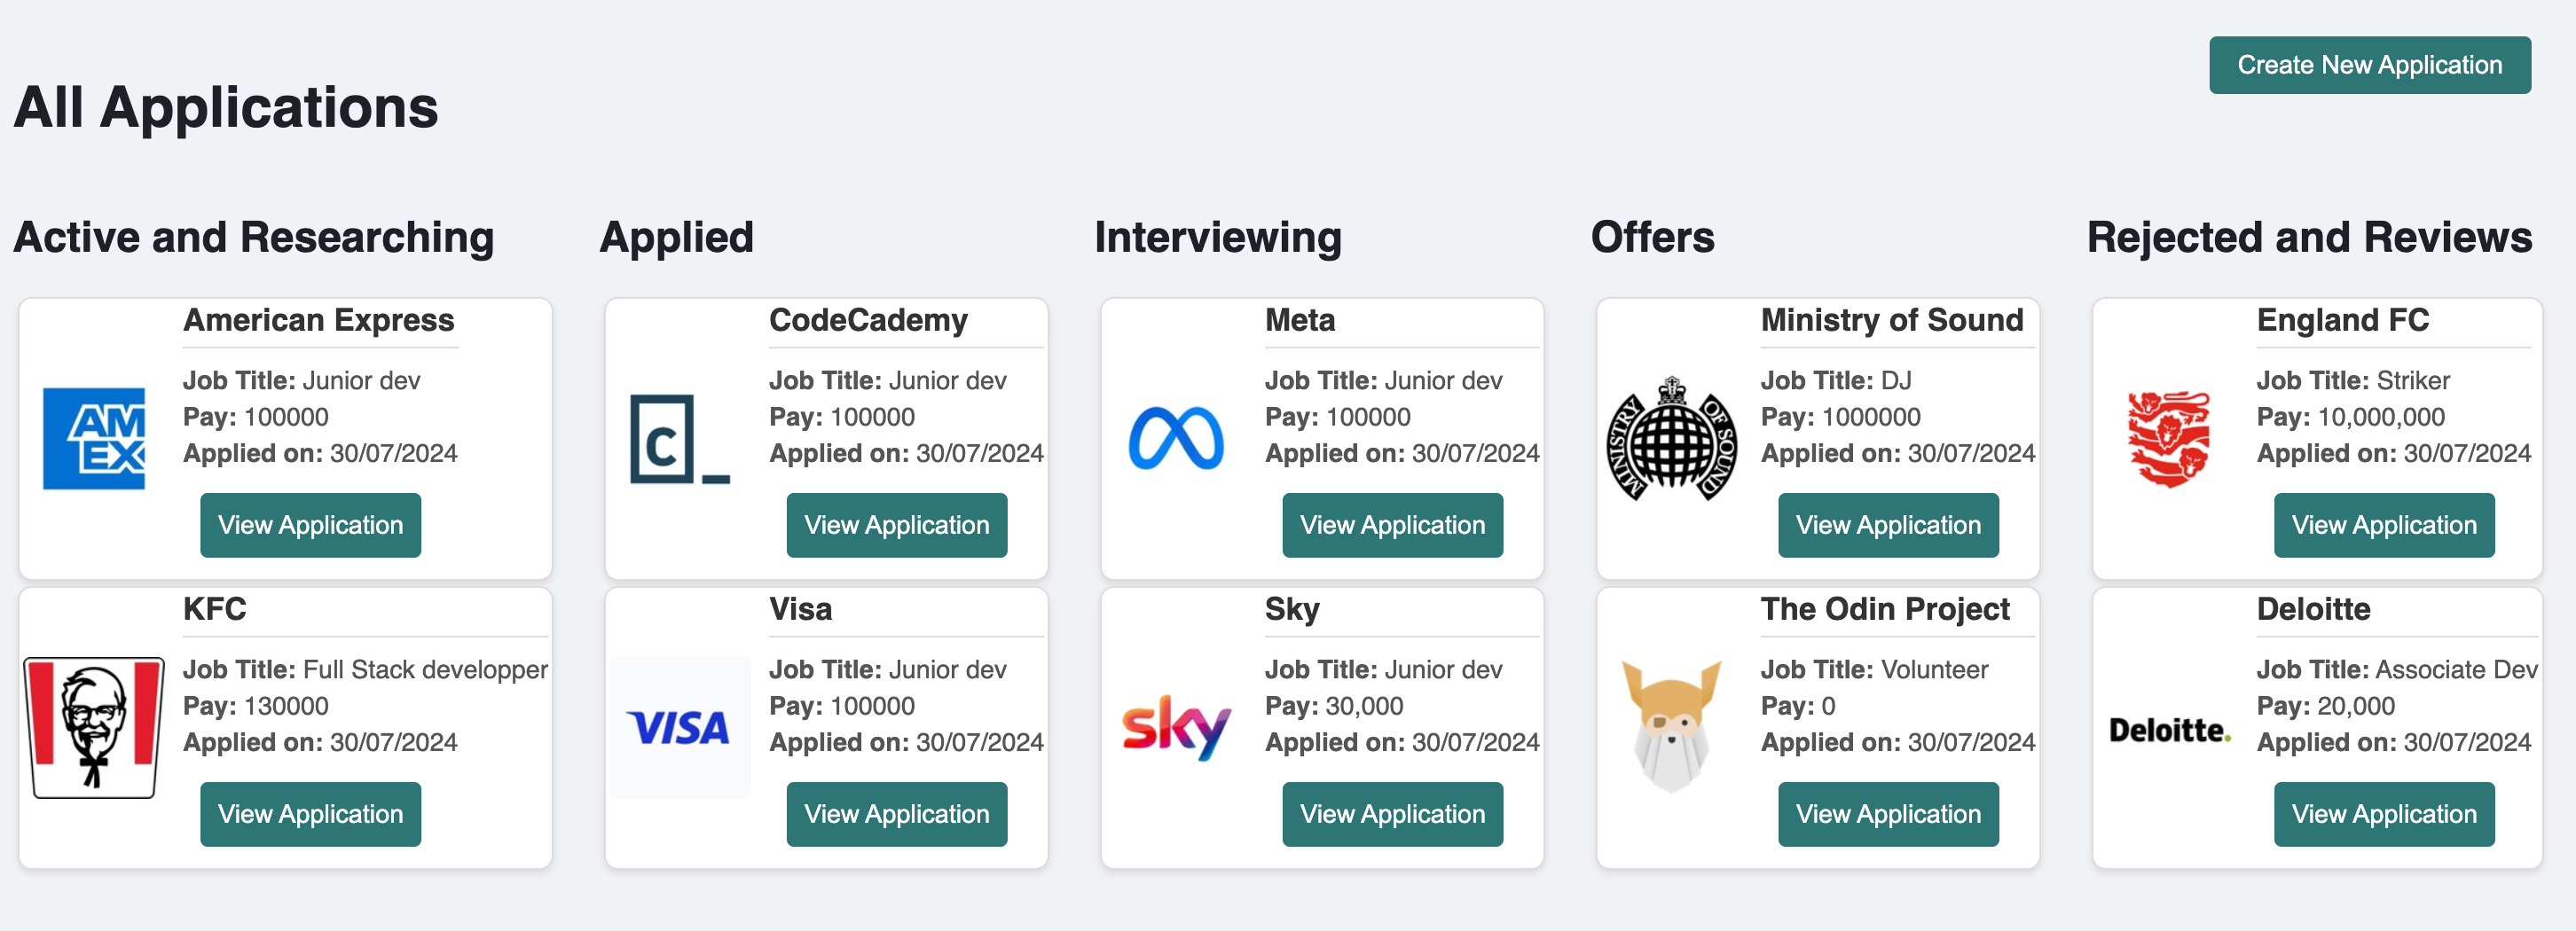 Create New Application
All Applications
Active and Researching
American Express
AM
EX
Job Title: Junior dev
Pay: 100000
Applied on: 30/07/2024
View Application
KFC
Job Title: Full Stack developper
Pay: 130000
Applied on: 30/07/2024
View Application
Applied
CodeCademy
c_
Job Title: Junior dev
Pay: 100000
Applied on: 30/07/2024
View Application
Visa
VISA
Job Title: Junior dev
Pay: 100000
Applied on: 30/07/2024
View Application
Interviewing
Meta
Job Title: Junior dev
Pay: 100000
Applied on: 30/07/2024
View Application
Sky
sky
Job Title: Junior dev
Pay: 30,000
Applied on: 30/07/2024
View Application
Offers
Ministry of Sound
MINISTRY OF SOUND
Job Title: DJ
Pay: 1000000
Applied on: 30/07/2024
View Application
The Odin Project
Job Title: Volunteer
Pay: 0
Applied on: 30/07/2024
View Application
Rejected and Reviews
England FC
Job Title: Striker
Pay: 10,000,000
Applied on: 30/07/2024
View Application
Deloitte
Deloitte.
Job Title: Associate Dev
Pay: 20,000
Applied on: 30/07/2024
View Application